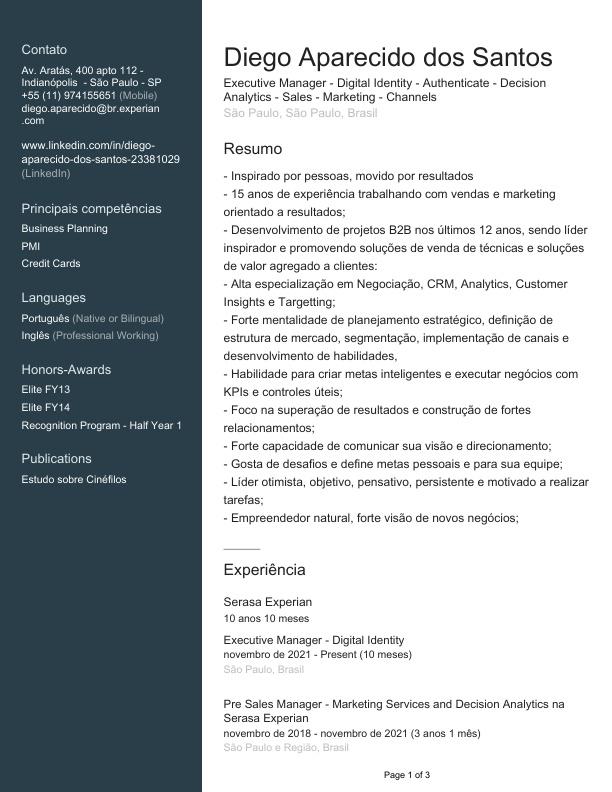 Contato
Av. Aratás, 400 apto 112 -
Indianópolis - São Paulo - SP
+55 (11) 974155651 (Mobile)
diego.aparecido@br.experian
.com
www.linkedin.com/in/diego-
aparecido-dos-santos-23381029
(LinkedIn)
Principais competências
Business Planning
PMI
Credit Cards
Languages
Português (Native or Bilingual)
Inglês (Professional Working)
Honors-Awards
Elite FY13
Elite FY14
Recognition Program - Half Year 1
Publications
Estudo sobre Cinéfilos
Diego Aparecido dos Santos
Executive Manager - Digital Identity - Authenticate - Decision
Analytics - Sales - Marketing - Channels
São Paulo, São Paulo, Brasil
Resumo
- Inspirado por pessoas, movido por resultados
- 15 anos de experiência trabalhando com vendas e marketing
orientado a resultados;
- Desenvolvimento de projetos B2B nos últimos 12 anos, sendo líder
inspirador e promovendo soluções de venda de técnicas e soluções
de valor agregado a clientes:
- Alta especialização em Negociação, CRM, Analytics, Customer
Insights e Targetting;
- Forte mentalidade de planejamento estratégico, definição de
estrutura de mercado, segmentação, implementação de canais e
desenvolvimento de habilidades,
- Habilidade para criar metas inteligentes e executar negócios com
KPIs e controles úteis;
- Foco na superação de resultados e construção de fortes
relacionamentos;
- Forte capacidade de comunicar sua visão e direcionamento;
- Gosta de desafios e define metas pessoais e para sua equipe;
- Líder otimista, objetivo, pensativo, persistente e motivado a realizar
tarefas;
- Empreendedor natural, forte visão de novos negócios;
Experiência
Serasa Experian
10 anos 10 meses
Executive Manager - Digital Identity
novembro de 2021 - Present (10 meses)
São Paulo, Brasil
Pre Sales Manager - Marketing Services and Decision Analytics na
Serasa Experian
novembro de 2018 - novembro de 2021 (3 anos 1 mês)
São Paulo e Região, Brasil
Page 1 of 3